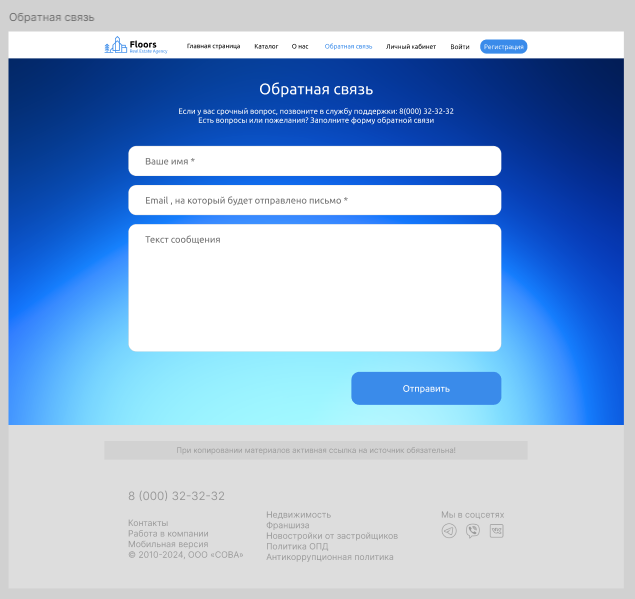 Обратная связь
Floors
Real Estate Agency
Главная страница Каталог О нас Обратная связь Личный кабинет Войти Регистрация
Обратная связь
Если у вас срочный вопрос, позвоните в службу поддержки: 8(000) 32-32-32
Есть вопросы или пожелания? Заполните форму обратной связи
Ваше имя *
Email , на который будет отправлено письмо *
Текст сообщения
Отправить
При копировании материалов активная ссылка на источник обязательна!
8 (000) 32-32-32
Контакты
Работа в компании
Мобильная версия
© 2010-2024, ООО «СОВА»
Недвижимость
Франшиза
Новостройки от застройщиков
Политика ОПД
Антикоррупционная политика
Мы в соцсетях